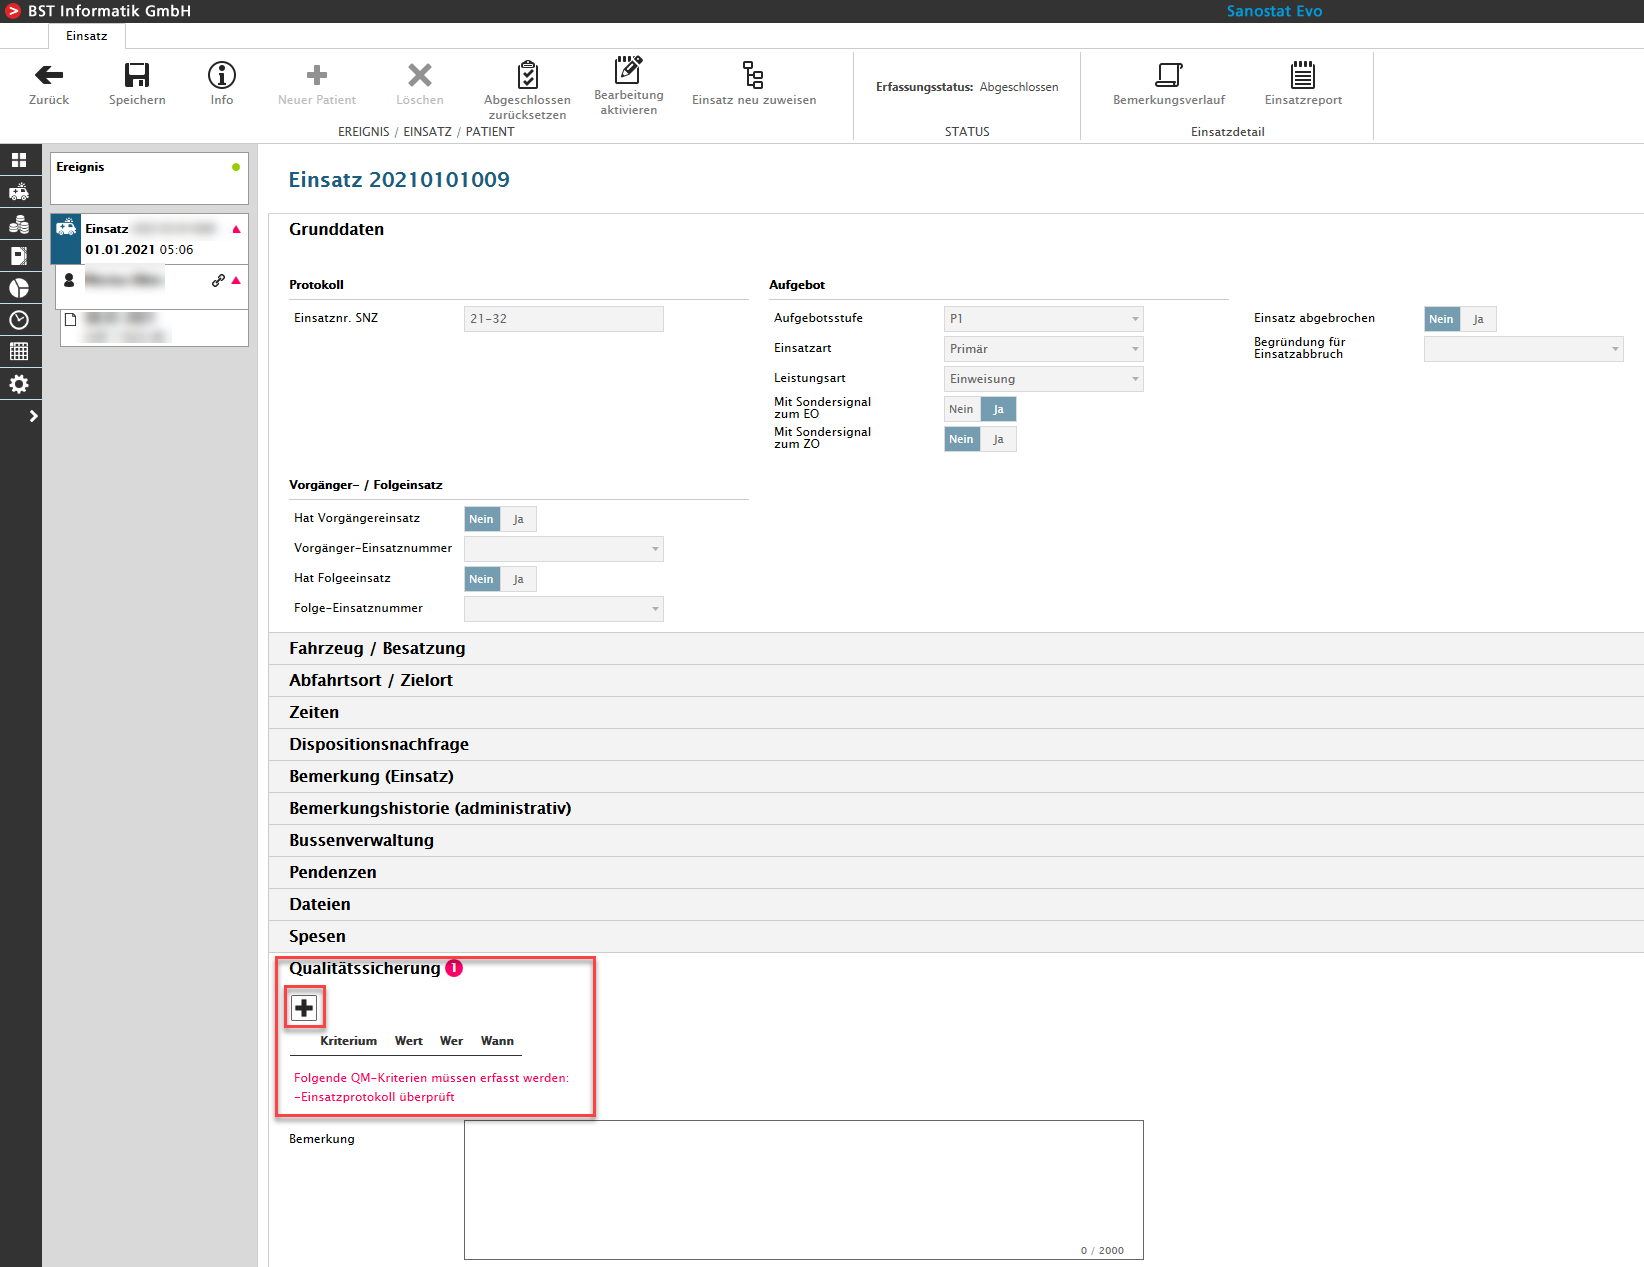 BST Informatik GmbH
Sanostat Evo
Einsatz
Zurück
Speichern
Info
Neuer Patient
Löschen
Abgeschlossen
zurücksetzen
Bearbeitung
aktivieren
Einsatz neu zuweisen
EREIGNIS / EINSATZ / PATIENT
Erfassungsstatus: Abgeschlossen
STATUS
Bemerkungsverlauf
Einsatzreport
Einsatzdetail
Ereignis
Einsatz
01.01.2021 05:06
Einsatz 20210101009
Grunddaten
Protokoll
Einsatznr. SNZ
21-32
Aufgebot
Aufgebotsstufe
P1
Einsatzart
Primär
Leistungsart
Einweisung
Mit Sondersignal
zum EO
Nein Ja
Mit Sondersignal
zum ZO
Nein Ja
Einsatz abgebrochen
Nein Ja
Begründung für
Einsatzabbruch
Vorgänger- / Folgeinsatz
Hat Vorgängereinsatz
Nein Ja
Vorgänger-Einsatznummer
Hat Folgeeinsatz
Nein Ja
Folge-Einsatznummer
Fahrzeug / Besatzung
Abfahrtsort / Zielort
Zeiten
Dispositionsnachfrage
Bemerkung (Einsatz)
Bemerkungshistorie (administrativ)
Bussenverwaltung
Pendenzen
Dateien
Spesen
Qualitätssicherung 1
Kriterium Wert Wer Wann
Folgende QM-Kriterien müssen erfasst werden:
-Einsatzprotokoll überprüft
Bemerkung
0 / 2000